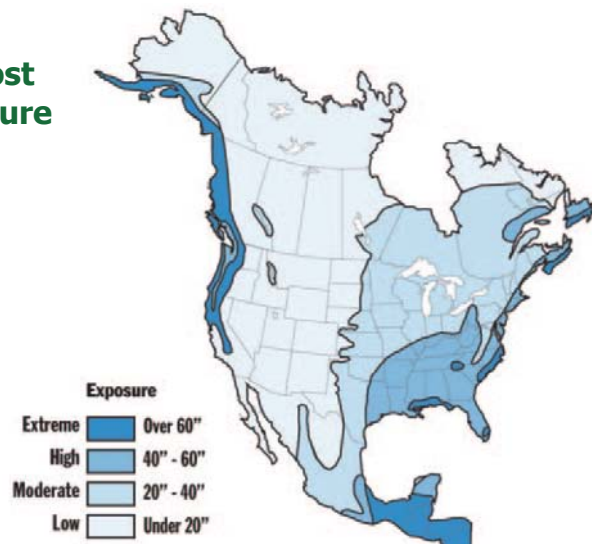 ost
ure
Exposure
Extreme Over 60”
High 40” - 60”
Moderate 20” - 40”
Low Under 20”